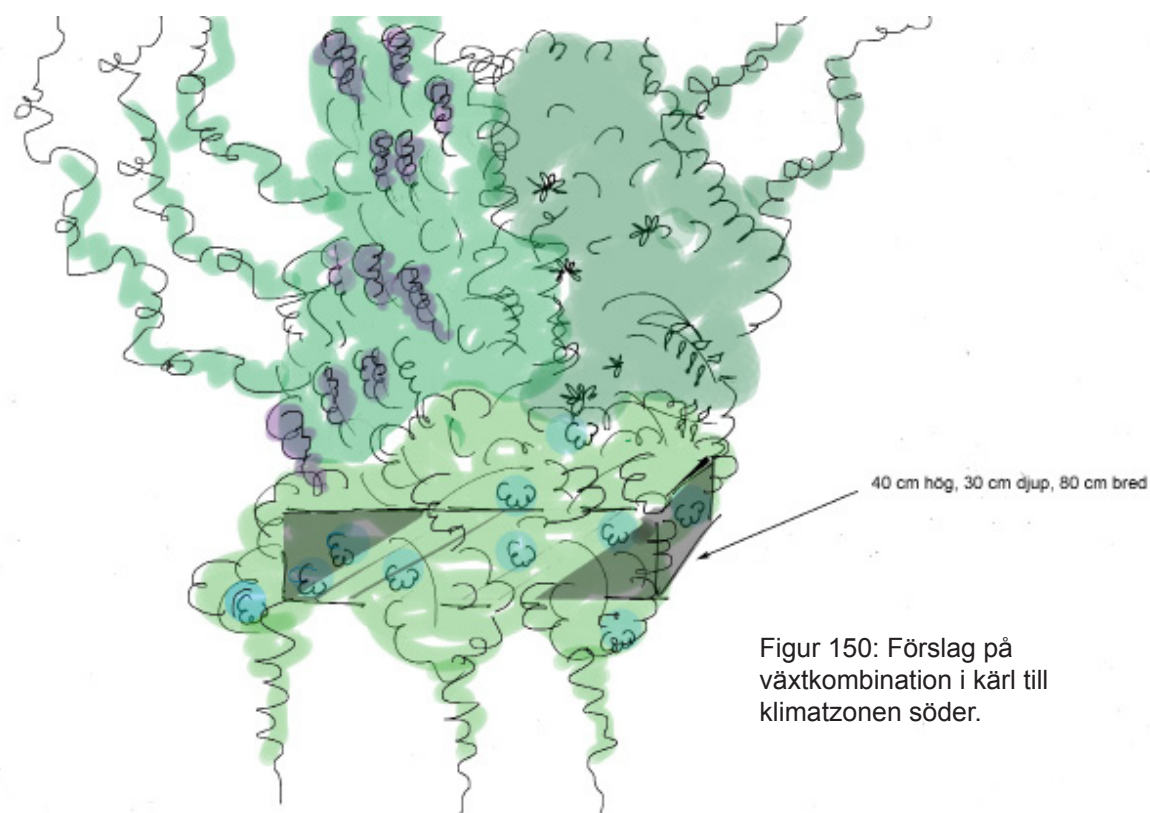 40 cm hög, 30 cm djup, 80 cm bred
Figur 150: Förslag på
växtkombination i kärl till
klimatzonen söder.